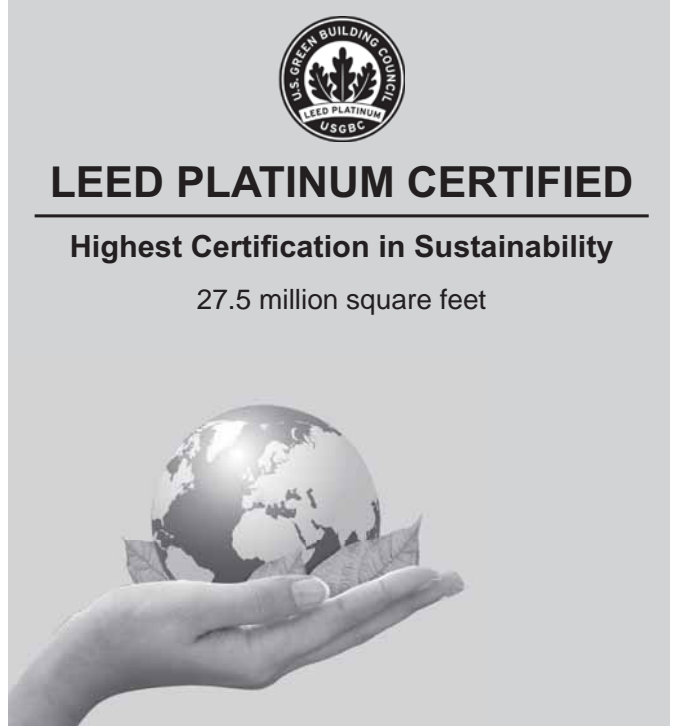 U.S. GREEN BUILDING COUNCIL
LEED PLATINUM
USGBC
LEED PLATINUM CERTIFIED
Highest Certification in Sustainability
27.5 million square feet